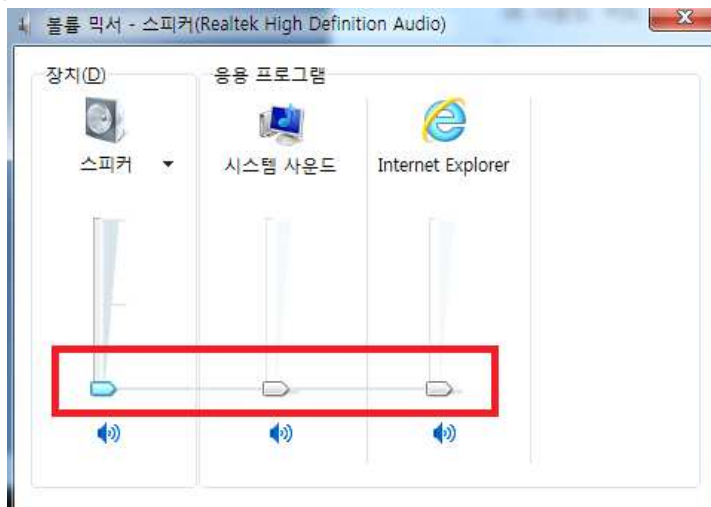 볼륨 믹서 - 스피커(Realtek High Definition Audio)
장치(D)
응용 프로그램
스피커
시스템 사운드
Internet Explorer